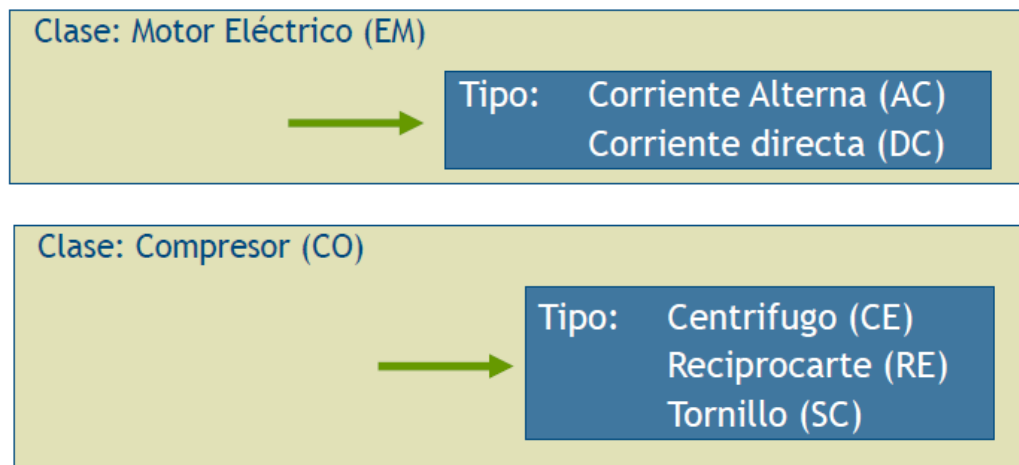 Clase: Motor Eléctrico (EM)
Tipo: Corriente Alterna (AC)
Corriente directa (DC)
Clase: Compresor (CO)
Tipo: Centrifugo (CE)
Reciprocarte (RE)
Tornillo (SC)